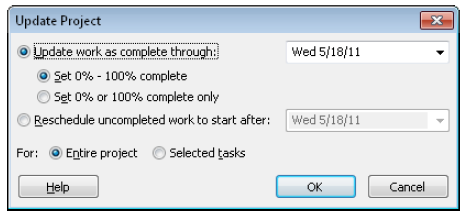 Update Project
Update work as complete through: Wed 5/18/11
Set 0% - 100% complete
Set 0% or 100% complete only
Reschedule uncompleted work to start after: Wed 5/18/11
For: Entire project Selected tasks
Help OK Cancel